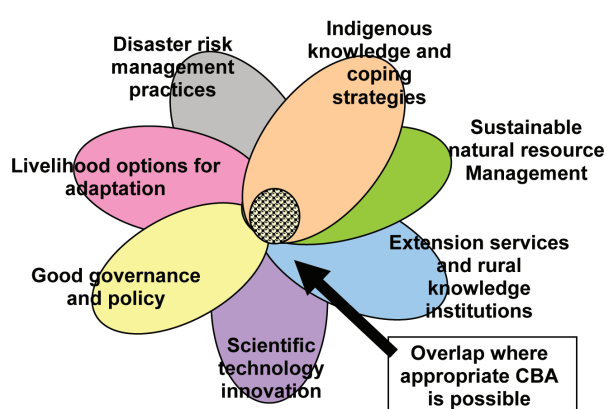 Indigenous
knowledge and
coping
strategies
Disaster risk
management
practices
Sustainable
natural resource
Management
Livelihood options for
adaptation
Extension services
and rural
knowledge
institutions
Good governance
and policy
Scientific
technology
innovation
Overlap where
appropriate CBA
is possible